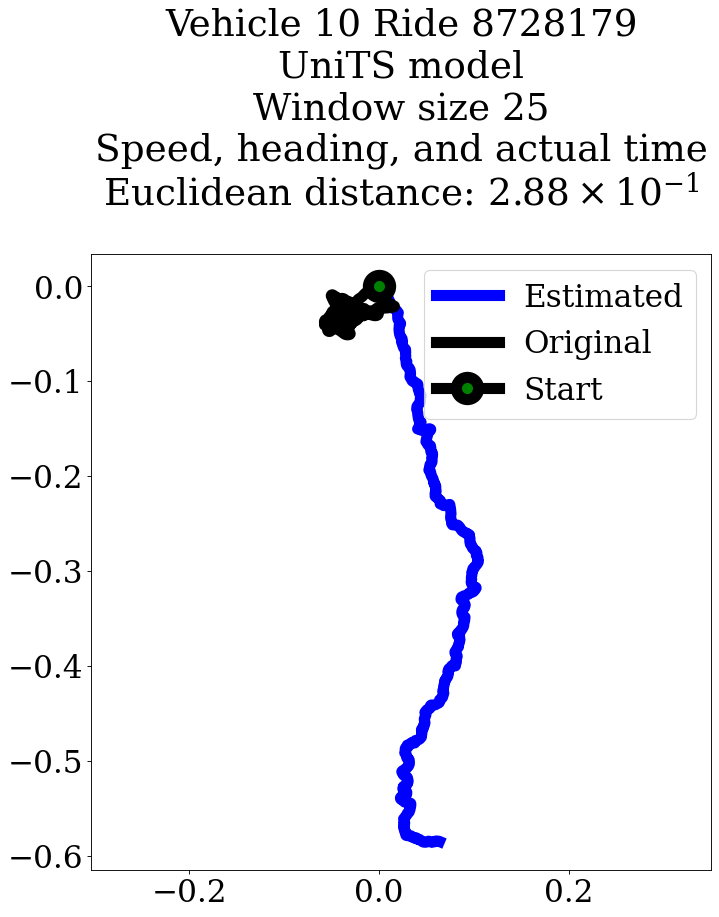 Vehicle 10 Ride 8728179
UniTS model
Window size 25
Speed, heading, and actual time
Euclidean distance: 2.88 × 10⁻¹
Estimated
Original
Start
0.0
−0.1
−0.2
−0.3
−0.4
−0.5
−0.6
−0.2 0.0 0.2